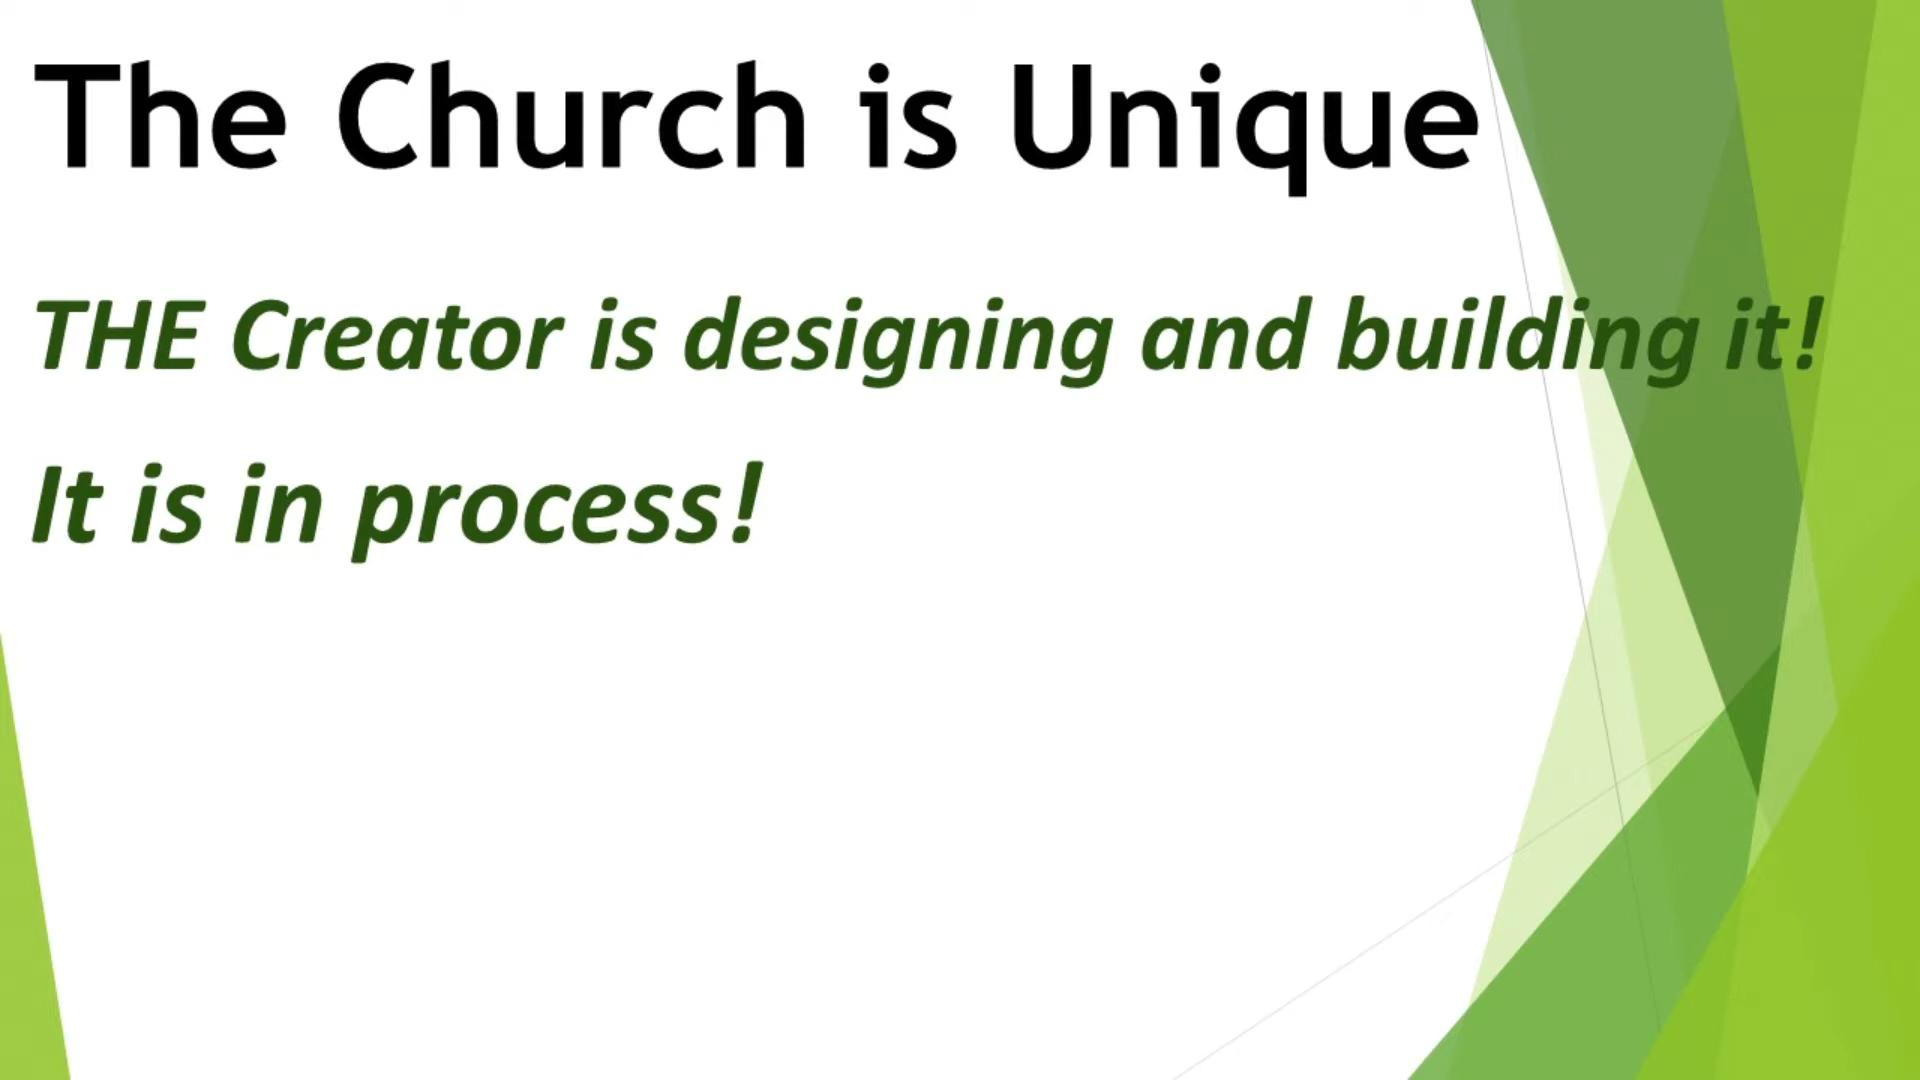 The Church is Unique
THE Creator is designing and building it!
It is in process!